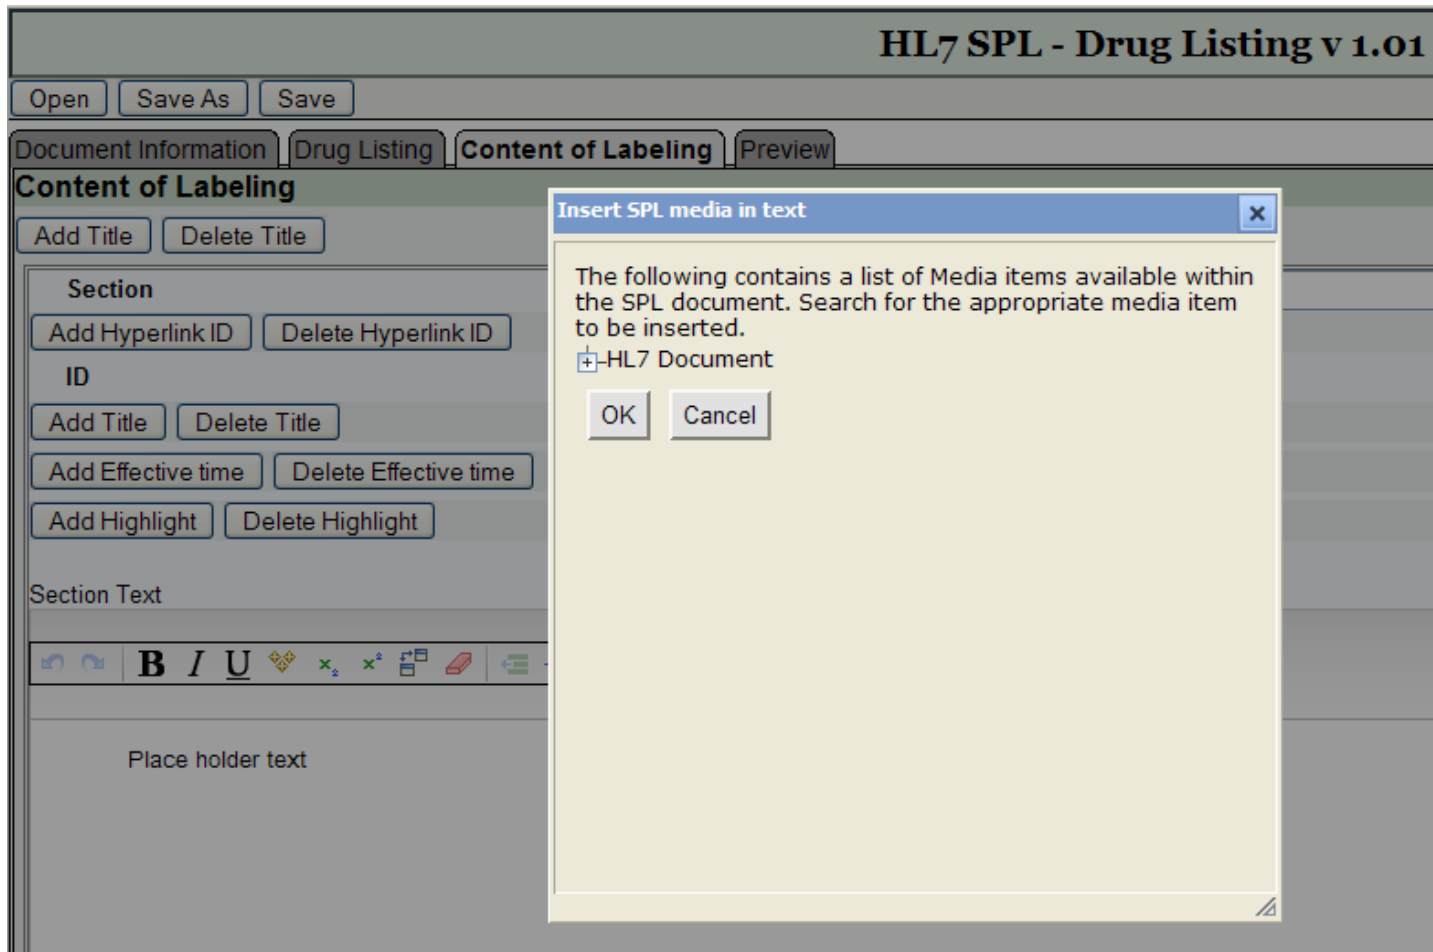 HL7 SPL - Drug Listing v 1.01
Open Save As Save
Document Information Drug Listing Content of Labeling Preview
Content of Labeling
Add Title Delete Title
Section
Add Hyperlink ID Delete Hyperlink ID
ID
Add Title Delete Title
Add Effective time Delete Effective time
Add Highlight Delete Highlight
Section Text
B I U x₂ x²
Place holder text
Insert SPL media in text
The following contains a list of Media items available within
the SPL document. Search for the appropriate media item
to be inserted.
HL7 Document
OK Cancel